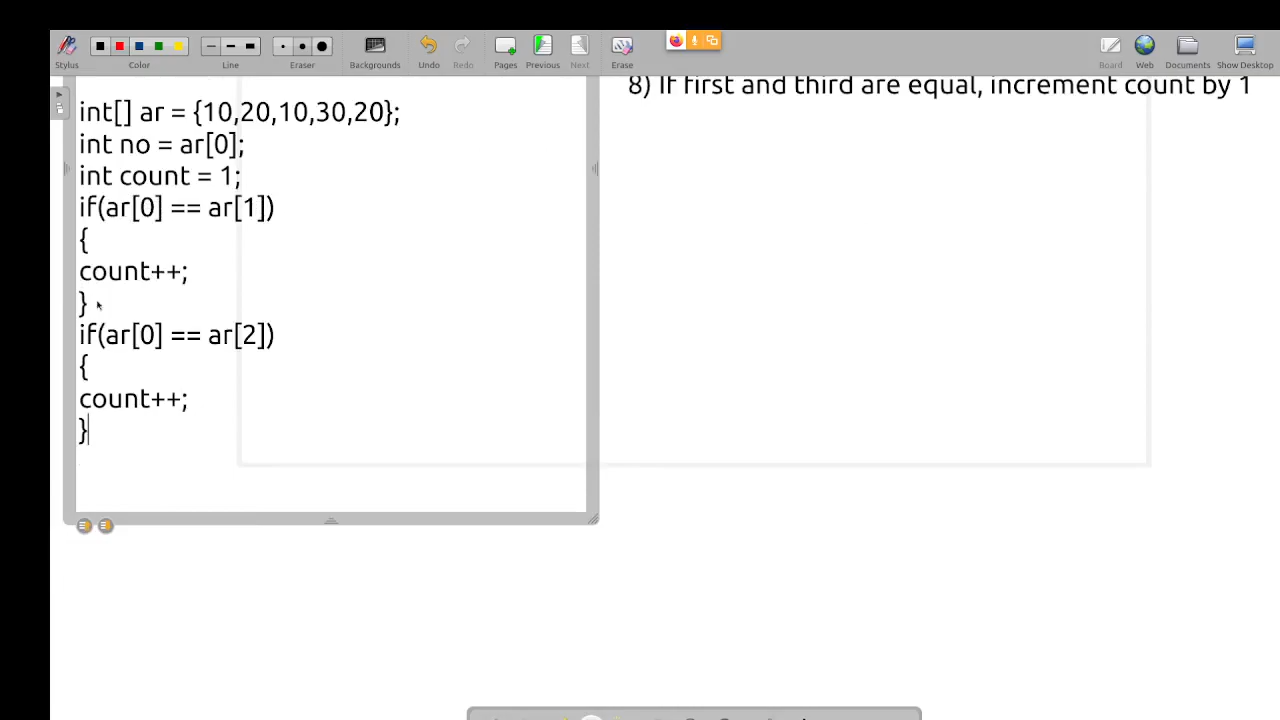 Stylus
Color
Line
Eraser
Backgrounds
Undo
Redo
Pages
Previous
Next
Erase
Board
Web
Documents
Show Desktop
8) If first and third are equal, increment count by 1
int[] ar = {10,20,10,30,20};
int no = ar[0];
int count = 1;
if(ar[0] == ar[1])
{
count++;
}
if(ar[0] == ar[2])
{
count++;
}